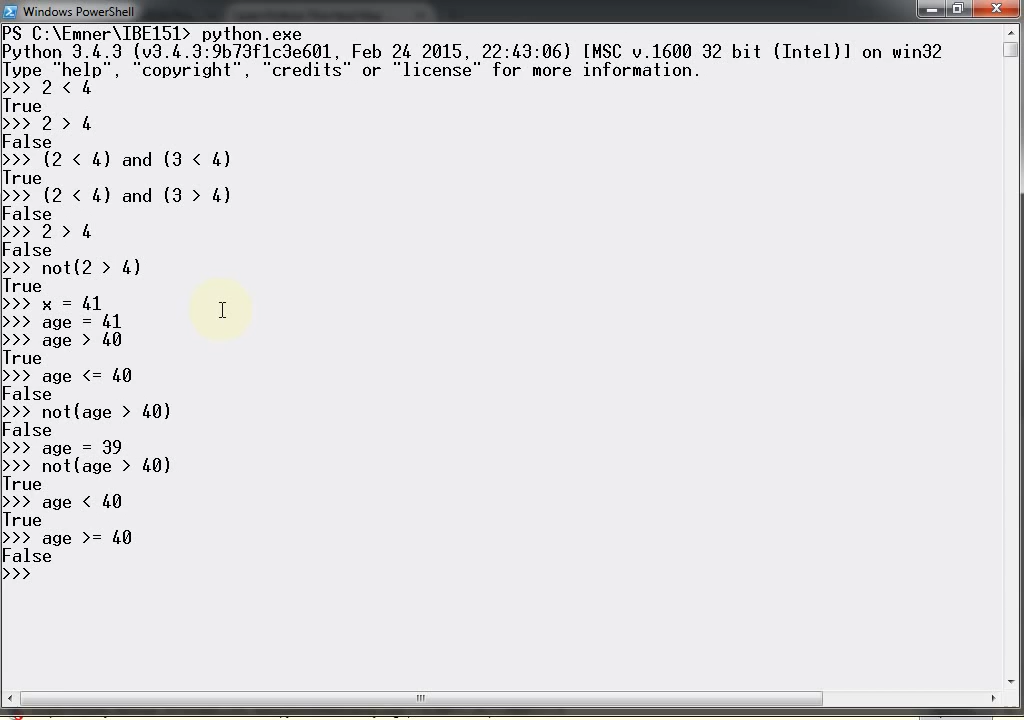 Windows PowerShell
PS C:\Emner\IBE151> python.exe
Python 3.4.3 (v3.4.3:9b73f1c3e601, Feb 24 2015, 22:43:06) [MSC v.1600 32 bit (Intel)] on win32
Type "help", "copyright", "credits" or "license" for more information.
>>> 2 < 4
True
>>> 2 > 4
False
>>> (2 < 4) and (3 < 4)
True
>>> (2 < 4) and (3 > 4)
False
>>> 2 > 4
False
>>> not(2 > 4)
True
>>> x = 41
>>> age = 41
>>> age > 40
True
>>> age <= 40
False
>>> not(age > 40)
False
>>> age = 39
>>> not(age > 40)
True
>>> age < 40
True
>>> age >= 40
False
>>>